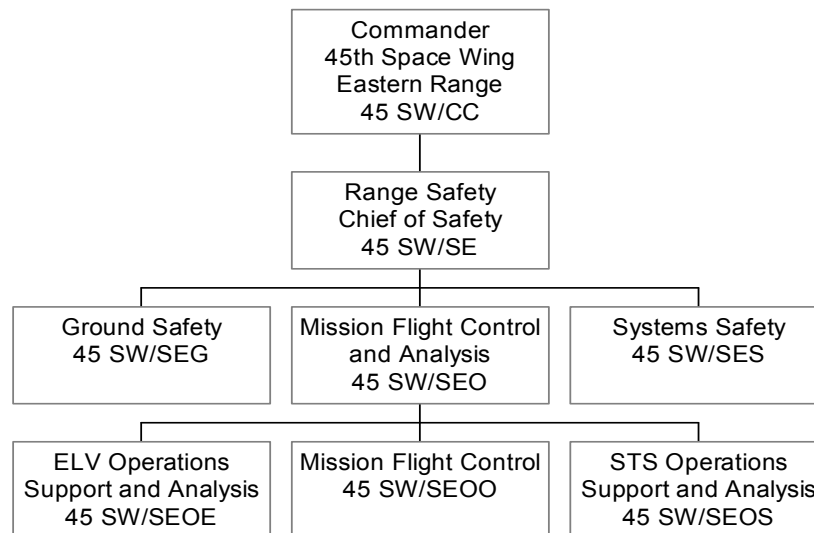 Commander
45th Space Wing
Eastern Range
45 SW/CC
Range Safety
Chief of Safety
45 SW/SE
Ground Safety
45 SW/SEG
Mission Flight Control
and Analysis
45 SW/SEO
Systems Safety
45 SW/SES
ELV Operations
Support and Analysis
45 SW/SEOE
Mission Flight Control
45 SW/SEOO
STS Operations
Support and Analysis
45 SW/SEOS